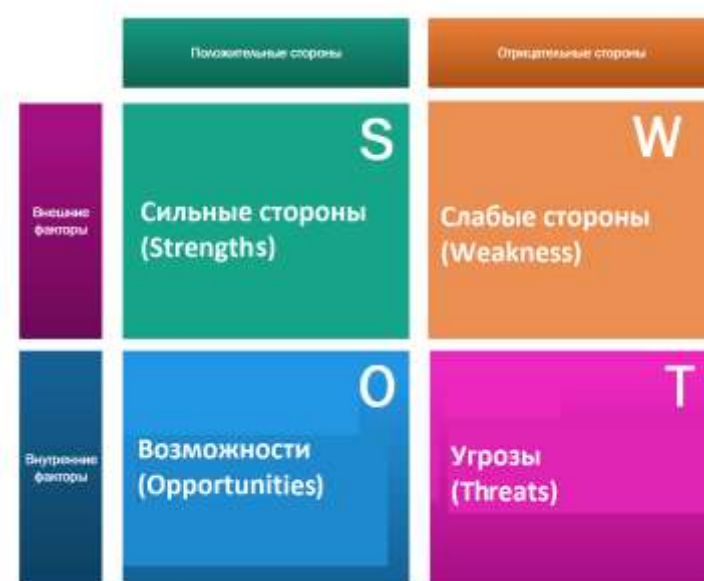 Положительные стороны
Отрицательные стороны
Внешние
факторы
S
Сильные стороны
(Strengths)
W
Слабые стороны
(Weakness)
Внутренние
факторы
O
Возможности
(Opportunities)
T
Угрозы
(Threats)